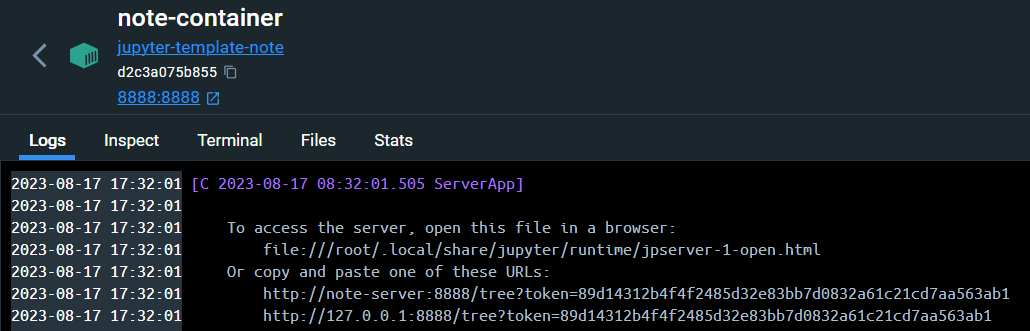 note-container
jupyter-template-note
d2c3a075b855
8888:8888
Logs Inspect Terminal Files Stats
2023-08-17 17:32:01 [C 2023-08-17 08:32:01.505 ServerApp]
2023-08-17 17:32:01
2023-08-17 17:32:01 To access the server, open this file in a browser:
2023-08-17 17:32:01 file:///root/.local/share/jupyter/runtime/jpserver-1-open.html
2023-08-17 17:32:01 Or copy and paste one of these URLs:
2023-08-17 17:32:01 http://note-server:8888/tree?token=89d14312b4f4f2485d32e83bb7d0832a61c21cd7aa563ab1
2023-08-17 17:32:01 http://127.0.0.1:8888/tree?token=89d14312b4f4f2485d32e83bb7d0832a61c21cd7aa563ab1